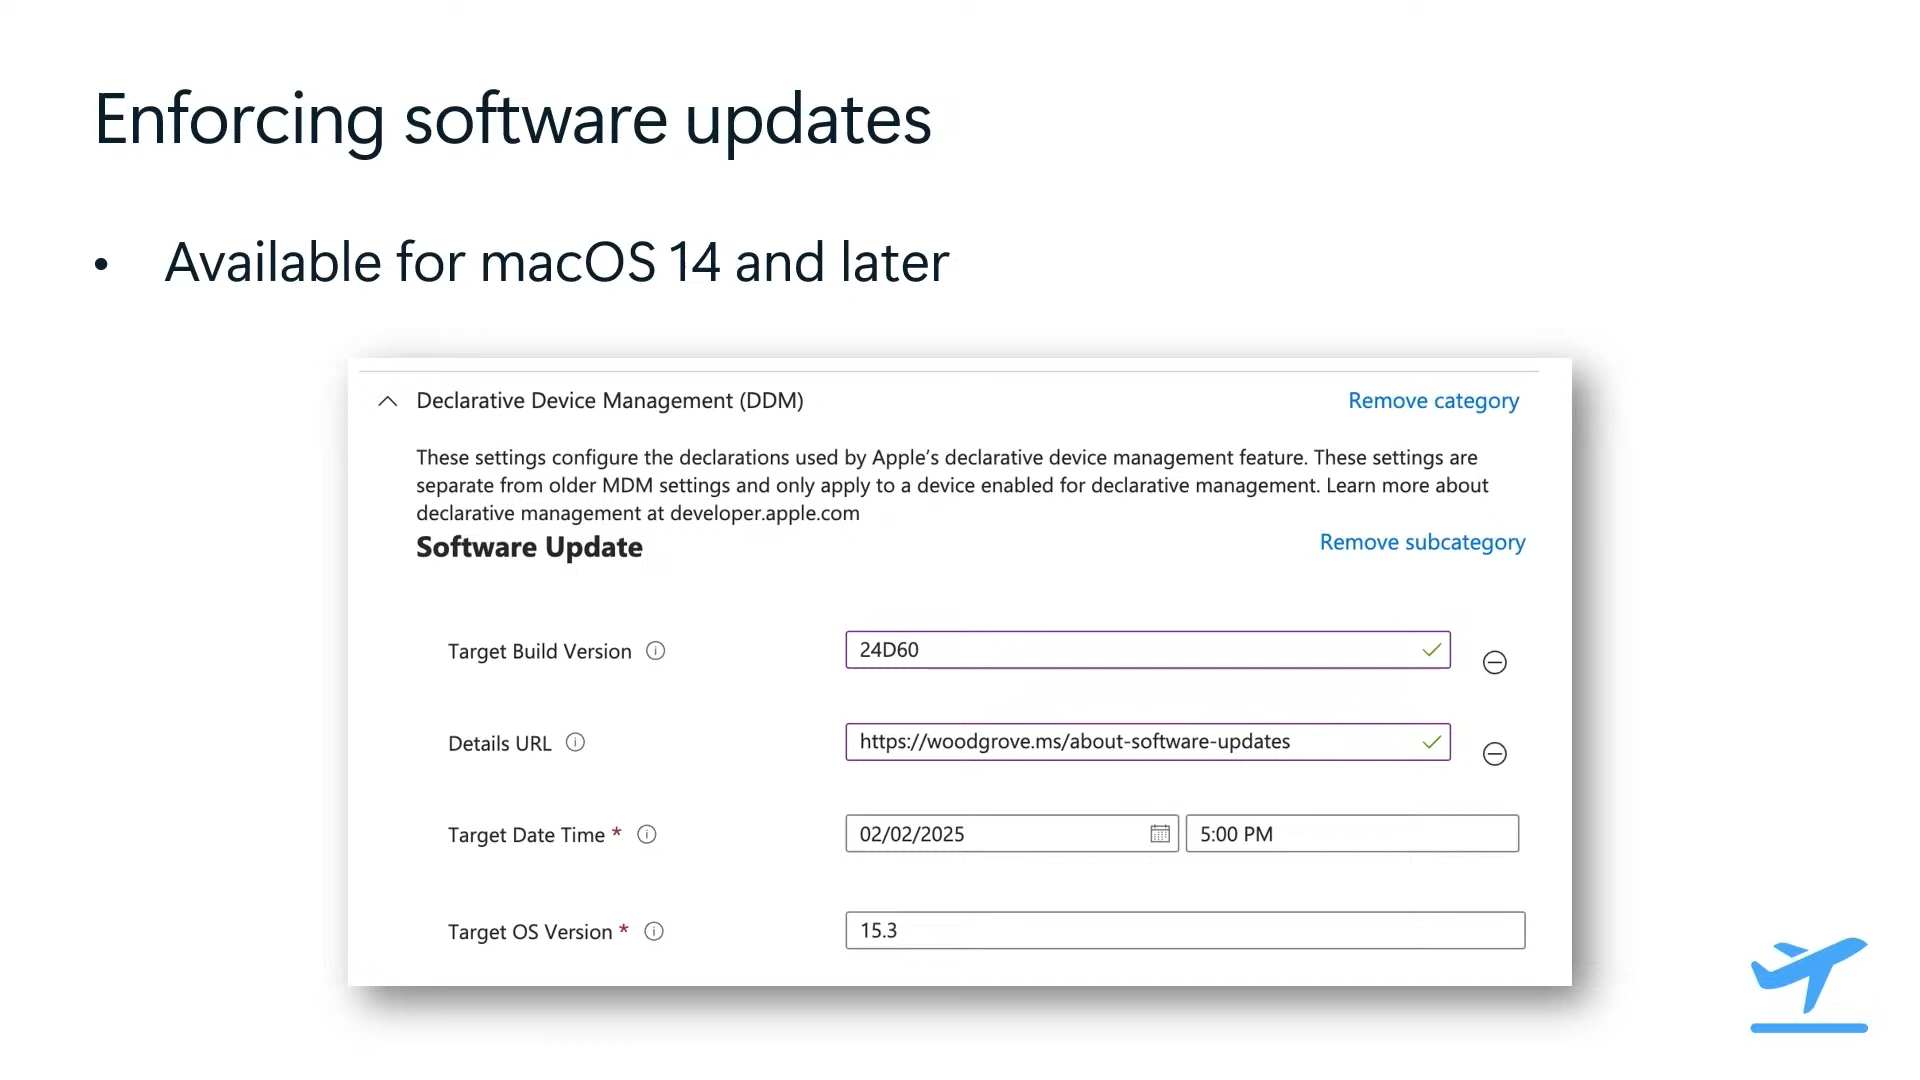 Enforcing software updates
• Available for macOS 14 and later
Declarative Device Management (DDM)
Remove category
These settings configure the declarations used by Apple’s declarative device management feature. These settings are
separate from older MDM settings and only apply to a device enabled for declarative management. Learn more about
declarative management at developer.apple.com
Software Update
Remove subcategory
Target Build Version
24D60
Details URL
https://woodgrove.ms/about-software-updates
Target Date Time *
02/02/2025
5:00 PM
Target OS Version *
15.3